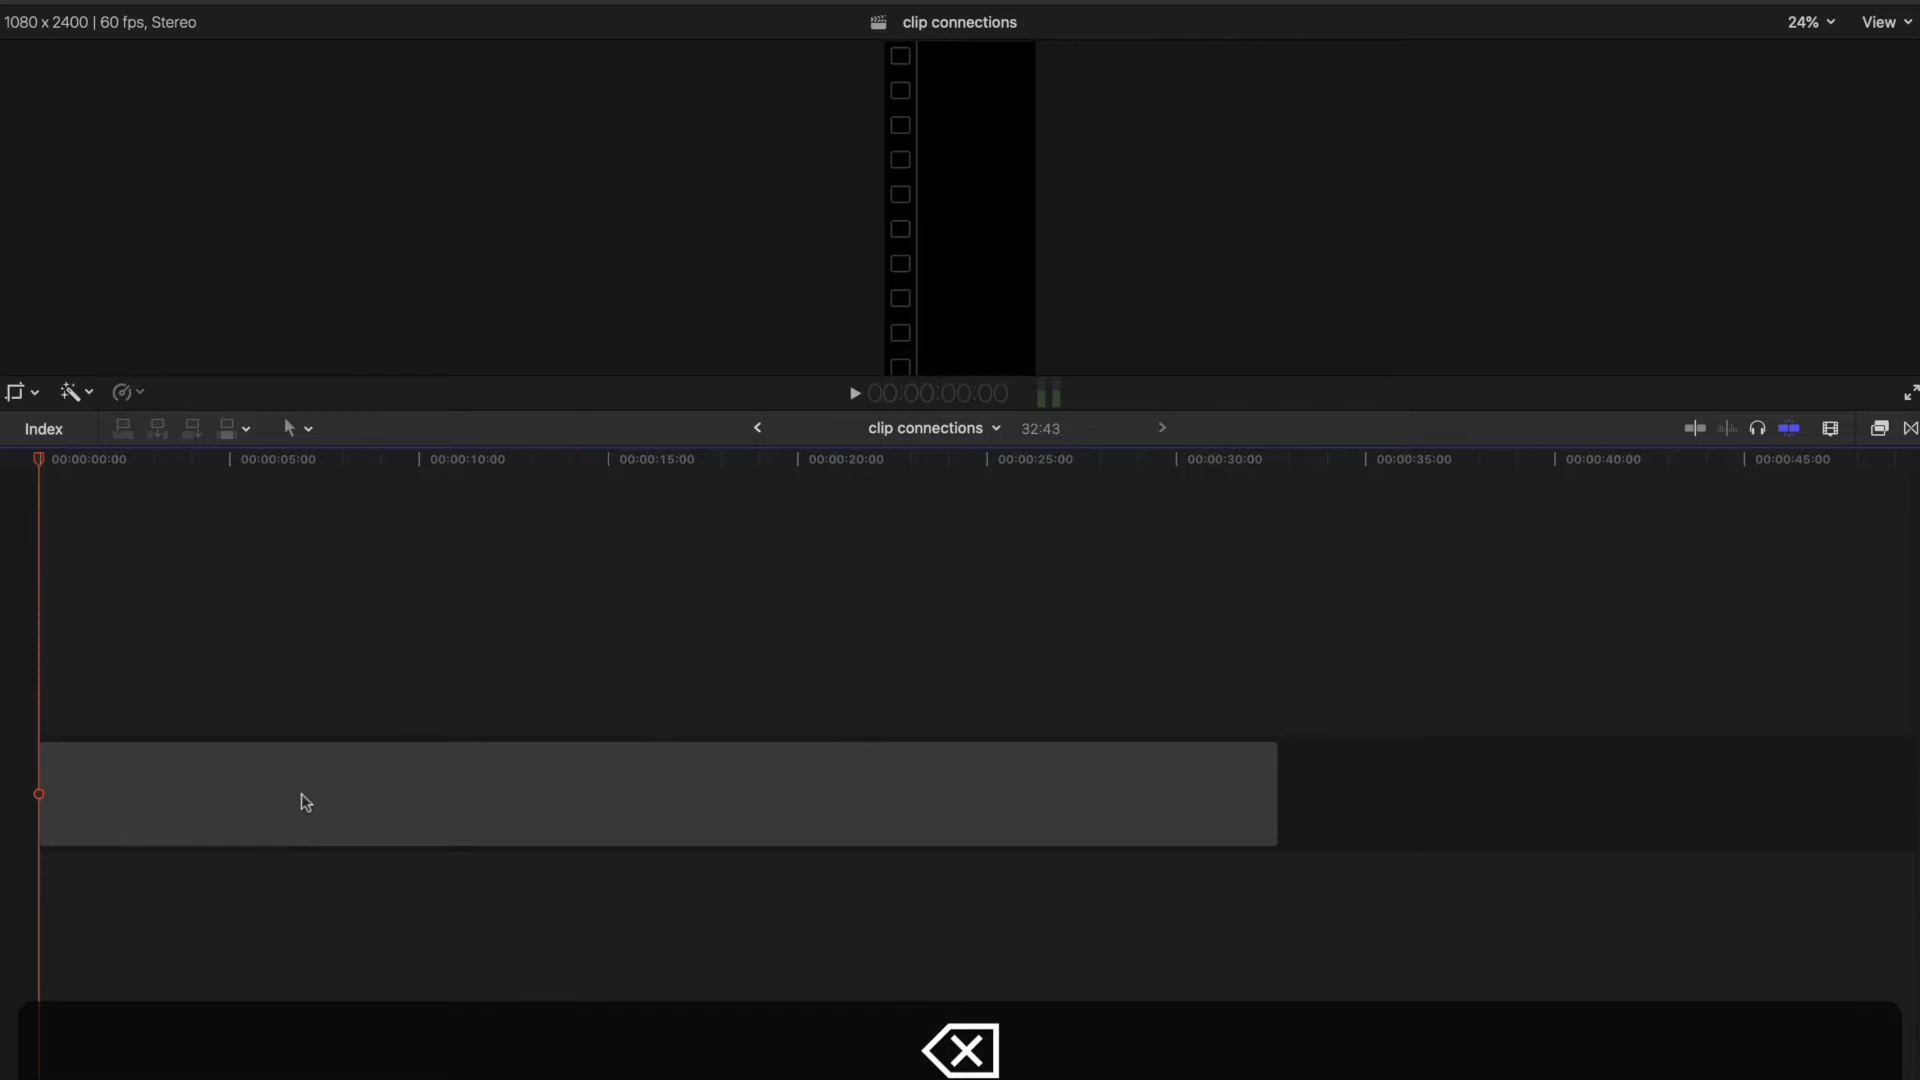 1080 x 2400 | 60 fps, Stereo
clip connections
24%
View
00:00:00:00
Index
clip connections
32:43
00:00:00:00
00:00:05:00
00:00:10:00
00:00:15:00
00:00:20:00
00:00:25:00
00:00:30:00
00:00:35:00
00:00:40:00
00:00:45:00